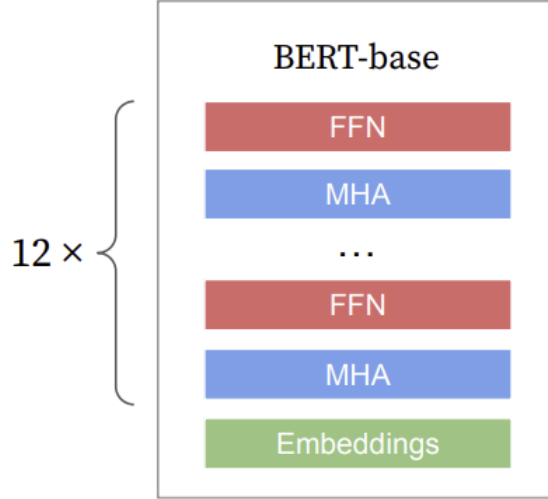 BERT-base
FFN
MHA
...
12 ×
FFN
MHA
Embeddings